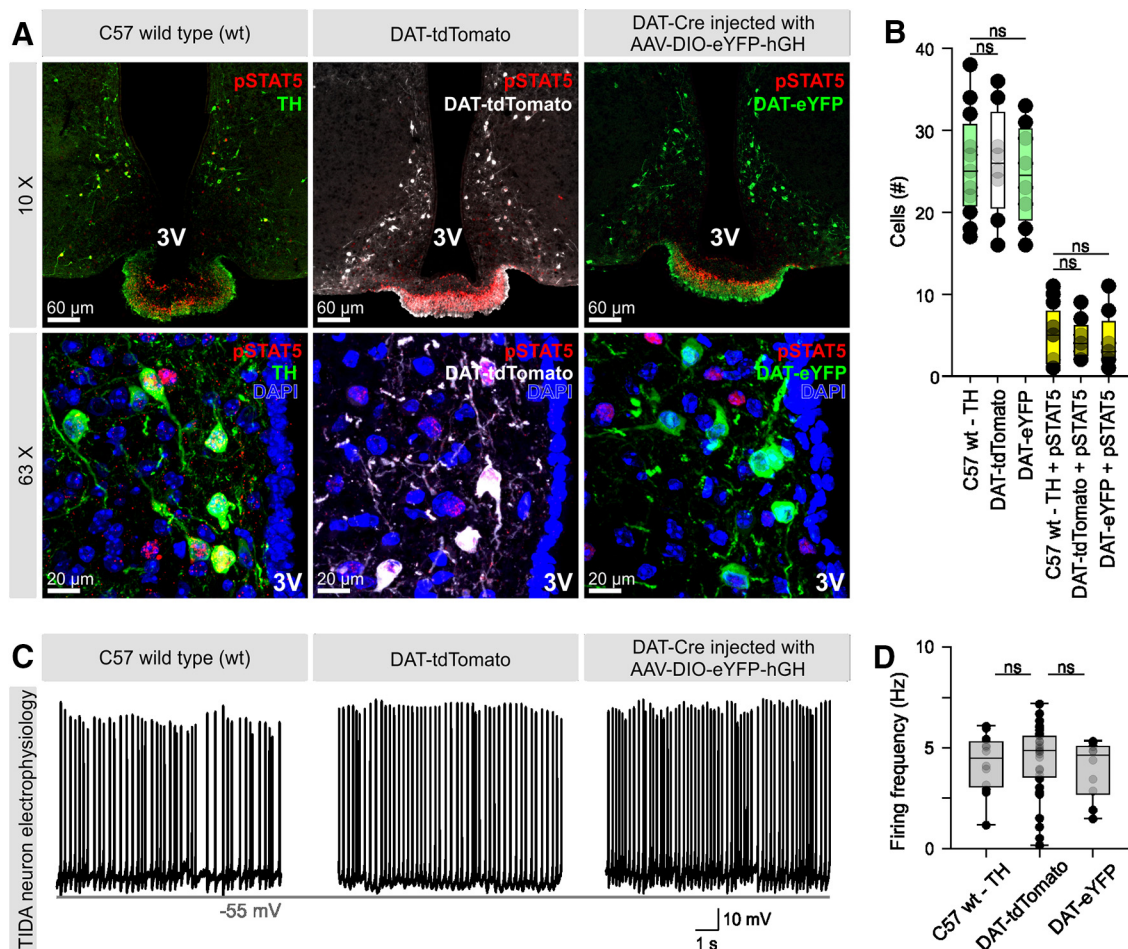 A
C57 wild type (wt)
DAT-tdTomato
DAT-Cre injected with
AAV-DIO-eYFP-hGH
10 X
pSTAT5
TH
3V
60 µm
pSTAT5
DAT-tdTomato
3V
60 µm
pSTAT5
DAT-eYFP
3V
60 µm
63 X
pSTAT5
TH
DAPI
20 µm
3V
pSTAT5
DAT-tdTomato
DAPI
20 µm
3V
pSTAT5
DAT-eYFP
DAPI
20 µm
3V
B
ns
ns
ns
ns
Cells (#)
40
30
20
10
0
C57 wt - TH
DAT-tdTomato
DAT-eYFP
C57 wt - TH + pSTAT5
DAT-tdTomato + pSTAT5
DAT-eYFP + pSTAT5
C
C57 wild type (wt)
DAT-tdTomato
DAT-Cre injected with
AAV-DIO-eYFP-hGH
TIDA neuron electrophysiology
-55 mV
10 mV
1 s
D
ns
ns
Firing frequency (Hz)
10
5
0
C57 wt - TH
DAT-tdTomato
DAT-eYFP